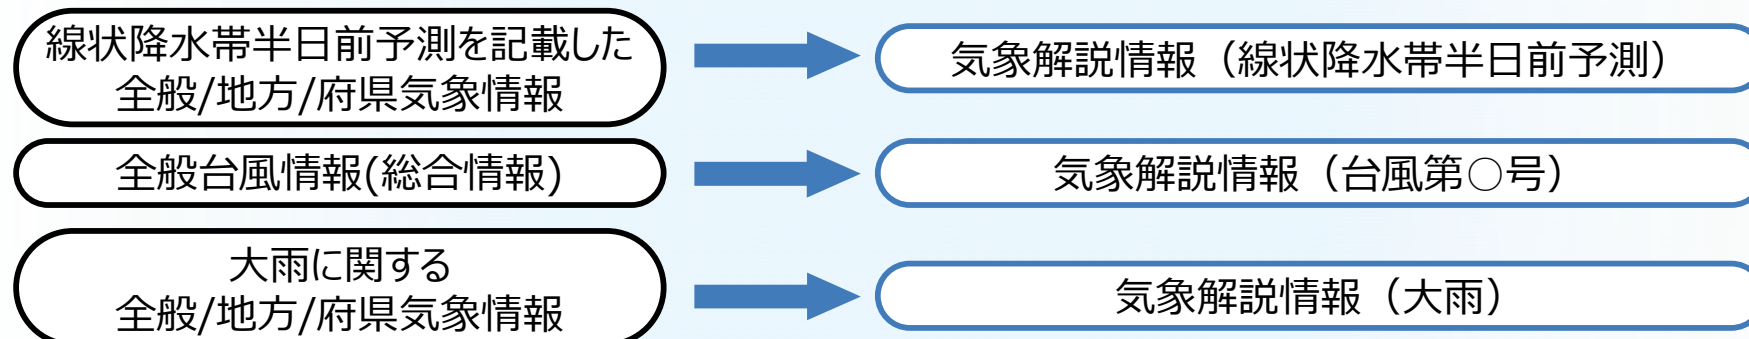 線状降水帯半日前予測を記載した
全般/地方/府県気象情報
気象解説情報（線状降水帯半日前予測）
全般台風情報(総合情報)
気象解説情報（台風第○号）
大雨に関する
全般/地方/府県気象情報
気象解説情報（大雨）